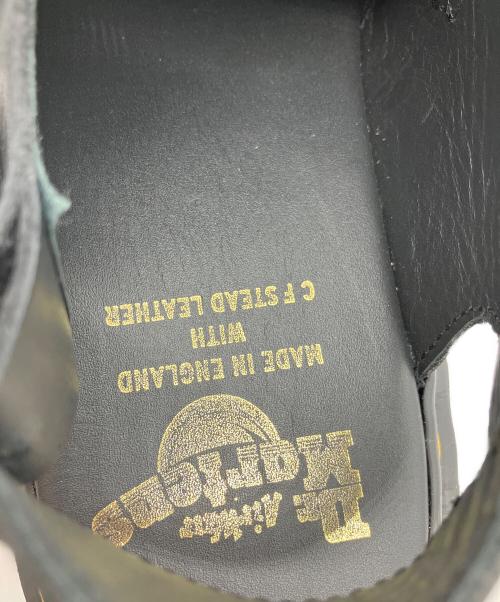 Dr. Martens
AirWair
MADE IN ENGLAND
WITH
C F STEAD LEATHER